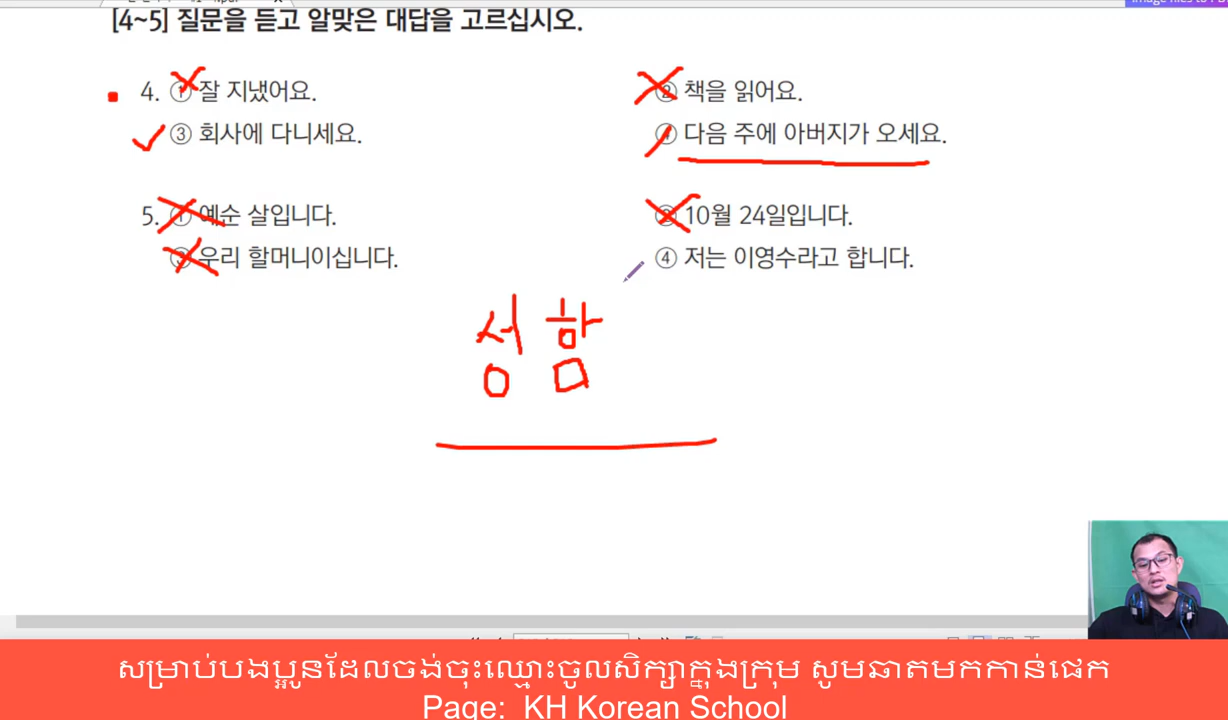 [4~5] 질문을 듣고 알맞은 대답을 고르십시오.
4. ① 잘 지냈어요. ② 책을 읽어요.
③ 회사에 다니세요. ④ 다음 주에 아버지가 오세요.
5. ① 예순 살입니다. ② 10월 24일입니다.
③ 우리 할머니이십니다. ④ 저는 이영수라고 합니다.
성함
សម្រាប់បងប្អូនដែលចង់ចុះឈ្មោះចូលសិក្សាក្នុងក្រុម សូមឆាតមកកាន់ផេក
Page: KH Korean School